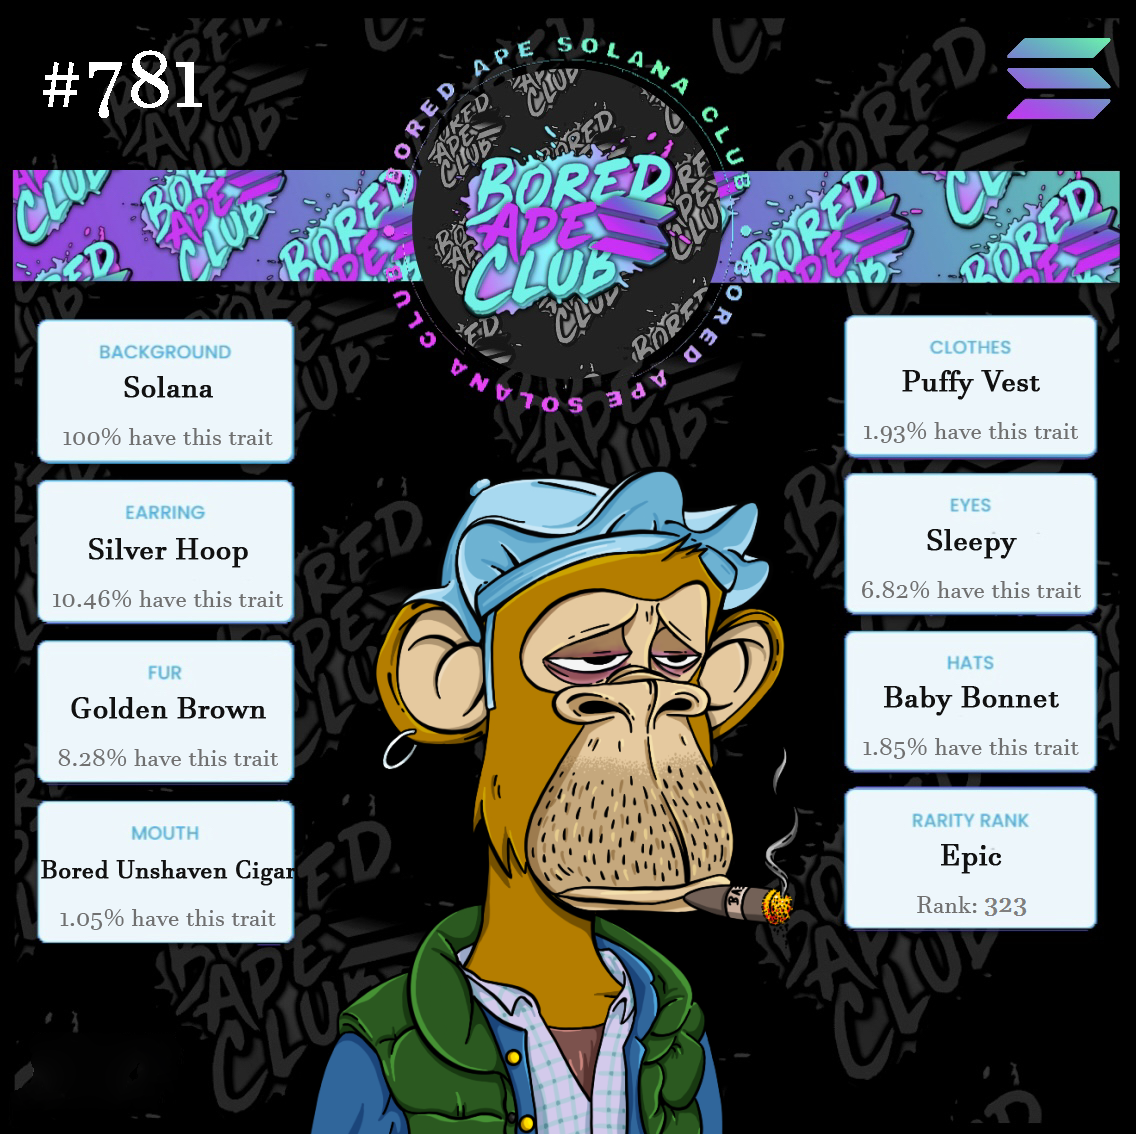 #781
BORED APE SOLANA CLUB
BORED APE SOLANA CLUB
BORED
APE
CLUB
BACKGROUND
Solana
100% have this trait
EARRING
Silver Hoop
10.46% have this trait
FUR
Golden Brown
8.28% have this trait
MOUTH
Bored Unshaven Cigar
1.05% have this trait
CLOTHES
Puffy Vest
1.93% have this trait
EYES
Sleepy
6.82% have this trait
HATS
Baby Bonnet
1.85% have this trait
RARITY RANK
Epic
Rank: 323